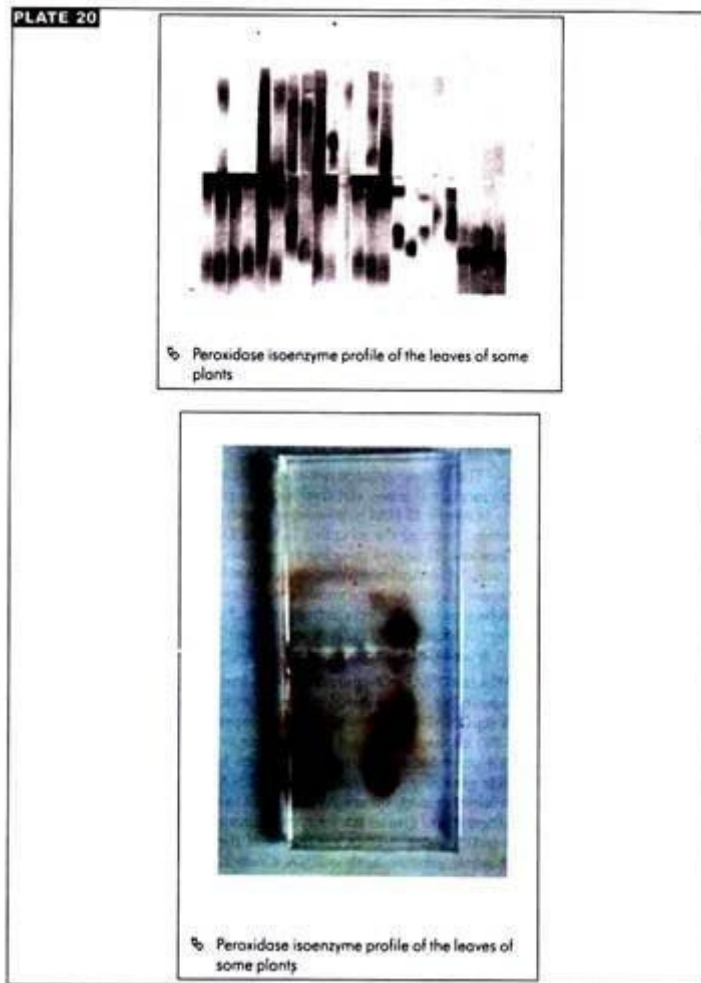 PLATE 20
Peroxidase isoenzyme profile of the leaves of some
plants
Peroxidase isoenzyme profile of the leaves of
some plants